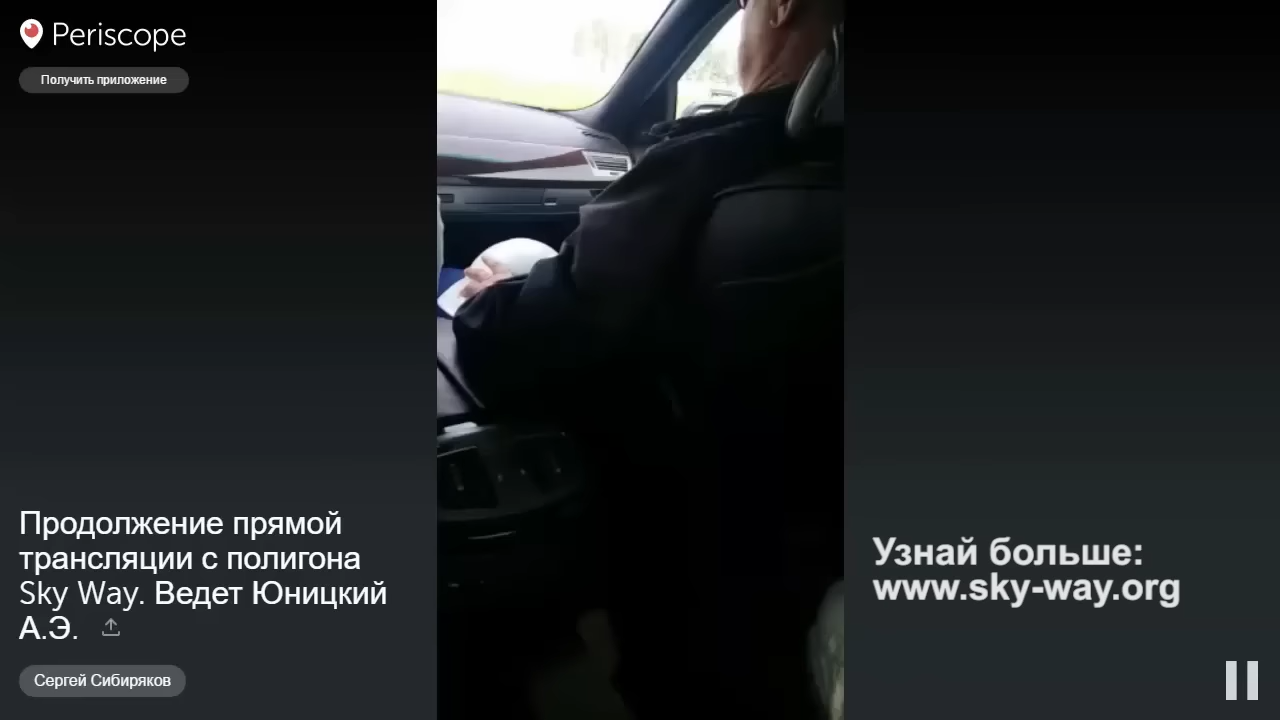 Periscope
Получить приложение
Продолжение прямой
трансляции с полигона
Sky Way. Ведет Юницкий
А.Э.
Сергей Сибиряков
Узнай больше:
www.sky-way.org